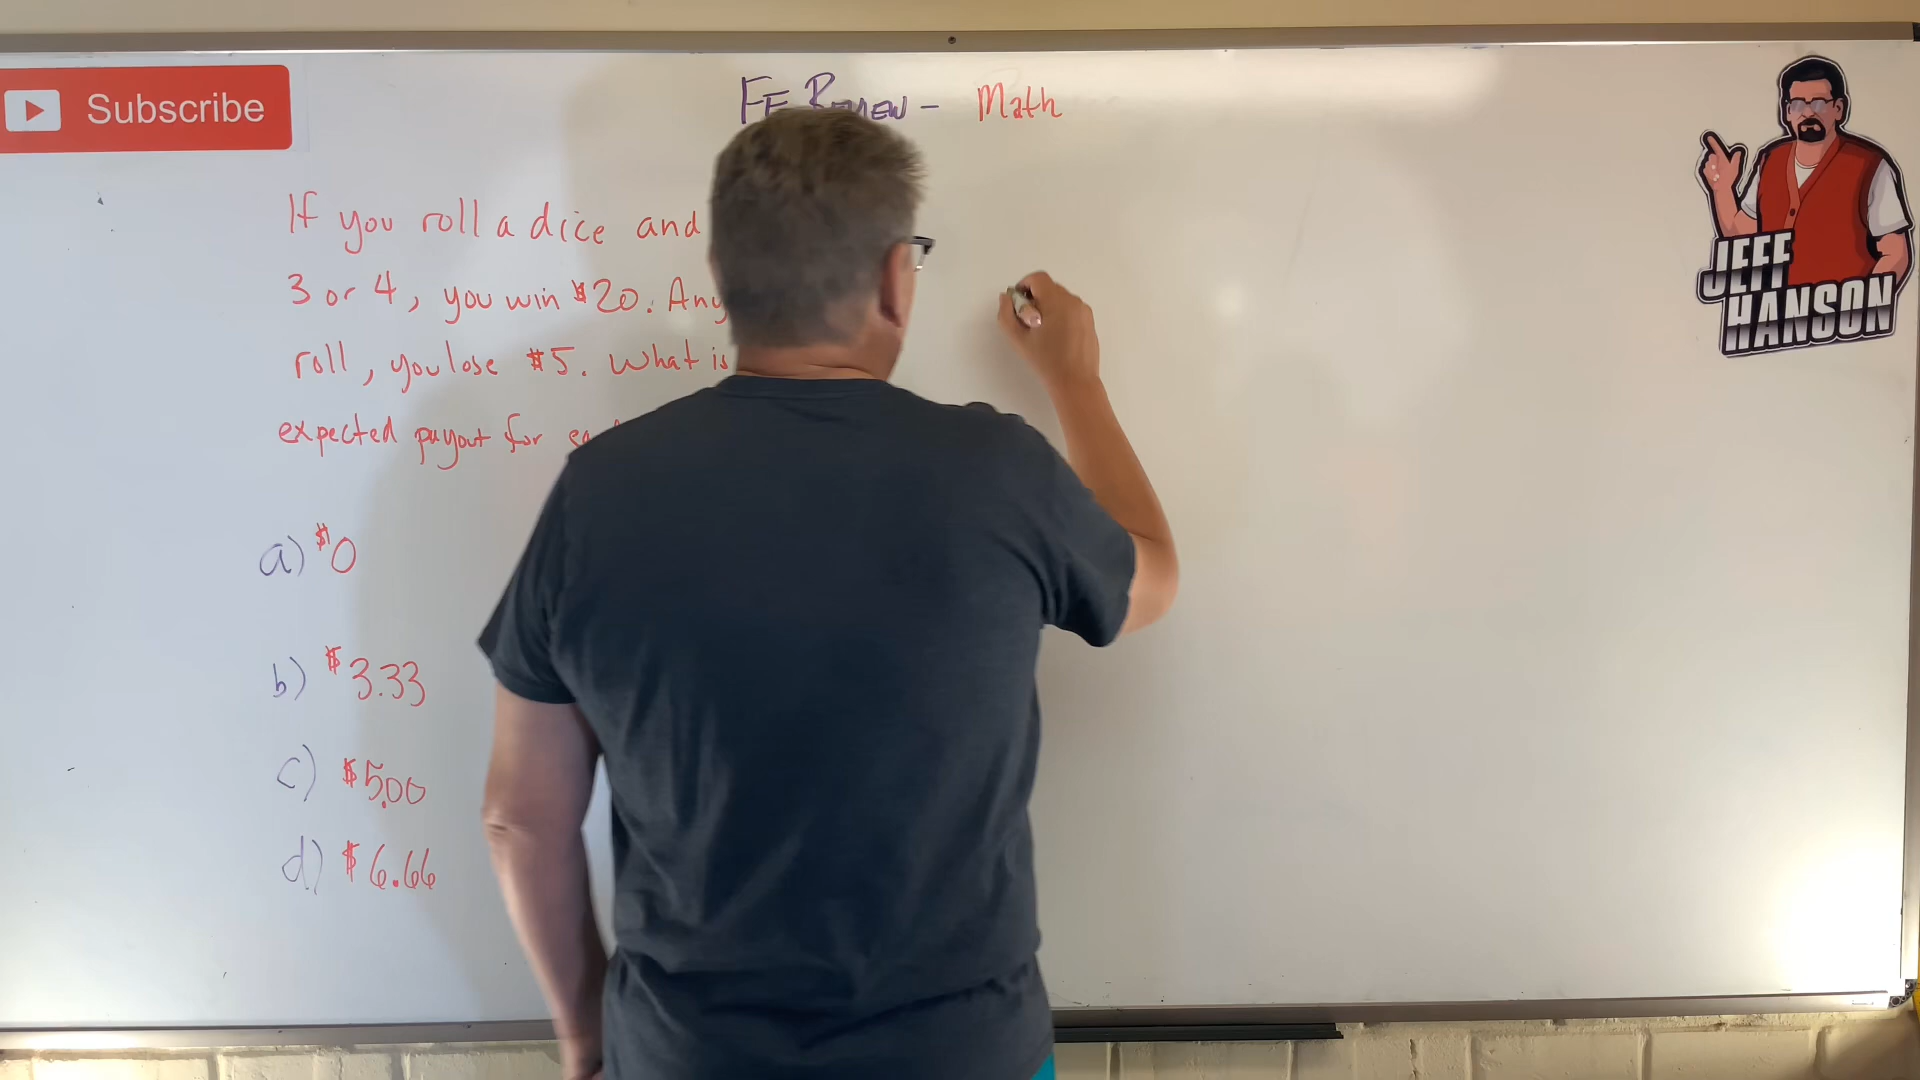 Subscribe
FE REVIEW - Math
If you roll a dice and
3 or 4, you win $20. Any
roll, you lose $5. What is
expected payout for
a) $0
b) $3.33
c) $5.00
d) $6.66
JEFF
HANSON